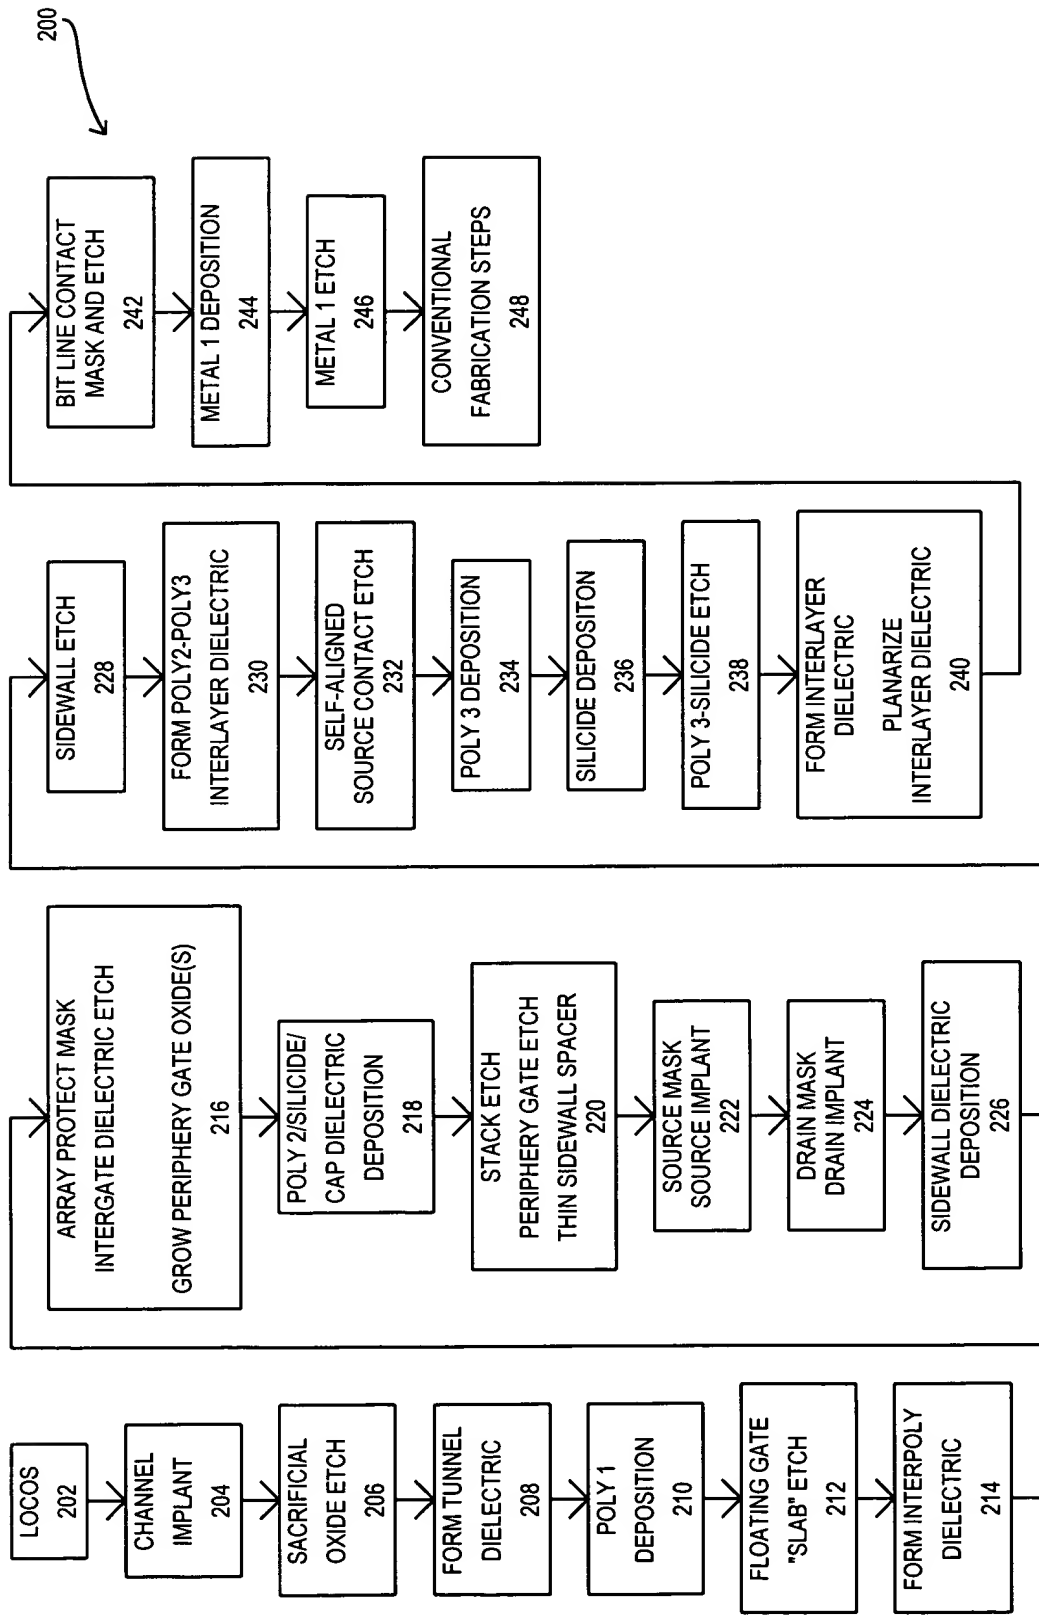 200
LOCOS
202
CHANNEL
IMPLANT
204
SACRIFICIAL
OXIDE ETCH
206
FORM TUNNEL
DIELECTRIC
208
POLY 1
DEPOSITION
210
FLOATING GATE
"SLAB" ETCH
212
FORM INTERPOLY
DIELECTRIC
214
ARRAY PROTECT MASK
INTERGATE DIELECTRIC ETCH
GROW PERIPHERY GATE OXIDE(S)
216
POLY 2/SILICIDE/
CAP DIELECTRIC
DEPOSITION
218
STACK ETCH
PERIPHERY GATE ETCH
THIN SIDEWALL SPACER
220
SOURCE MASK
SOURCE IMPLANT
222
DRAIN MASK
DRAIN IMPLANT
224
SIDEWALL DIELECTRIC
DEPOSITION
226
SIDEWALL ETCH
228
FORM POLY2-POLY3
INTERLAYER DIELECTRIC
230
SELF-ALIGNED
SOURCE CONTACT ETCH
232
POLY 3 DEPOSITION
234
SILICIDE DEPOSITON
236
POLY 3-SILICIDE ETCH
238
FORM INTERLAYER
DIELECTRIC
PLANARIZE
INTERLAYER DIELECTRIC
240
BIT LINE CONTACT
MASK AND ETCH
242
METAL 1 DEPOSITION
244
METAL 1 ETCH
246
CONVENTIONAL
FABRICATION STEPS
248